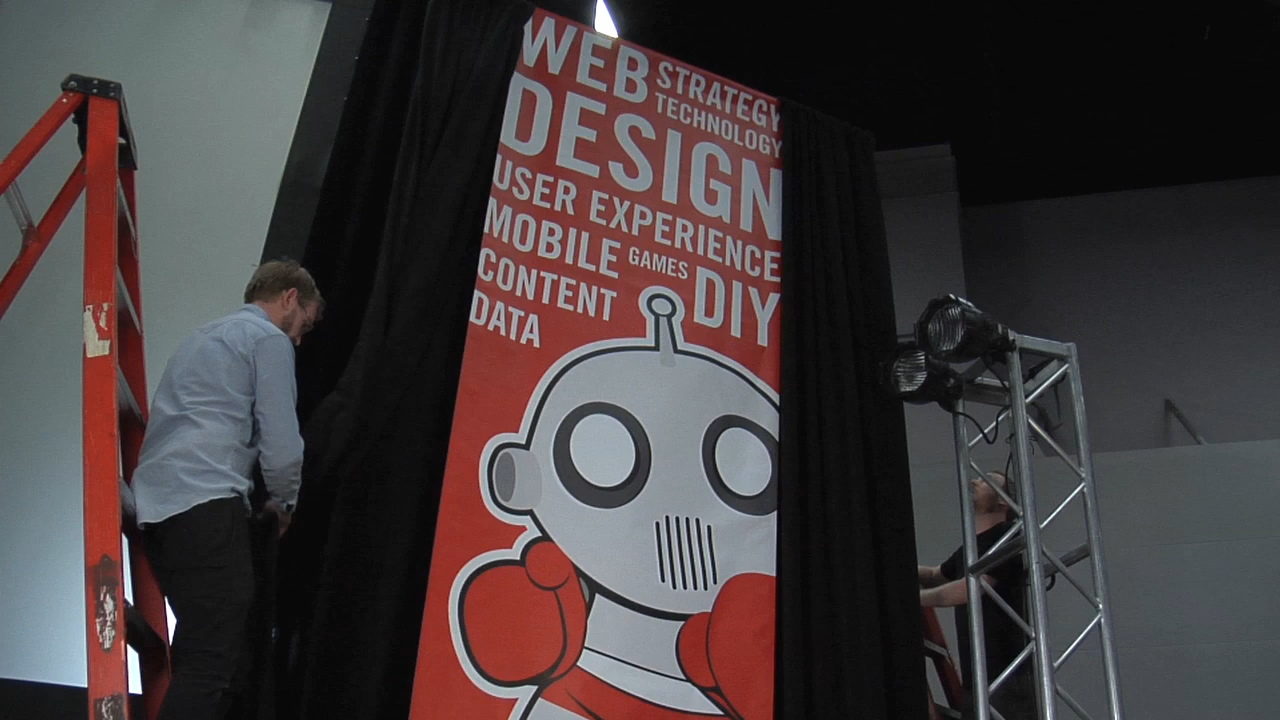 WEB STRATEGY
TECHNOLOGY
DESIGN
USER EXPERIENCE
MOBILE GAMES DIY
CONTENT
DATA